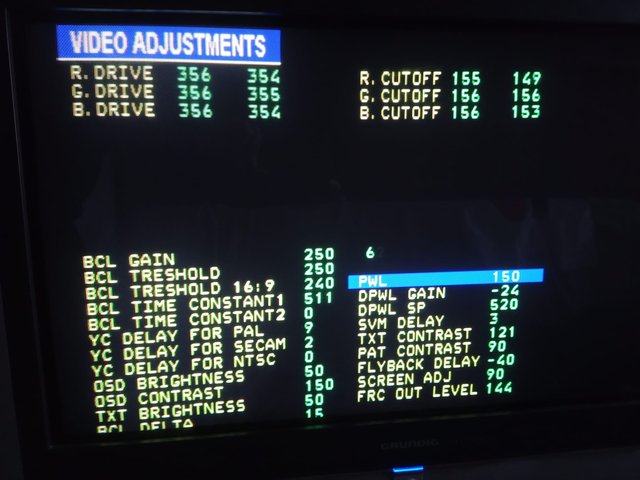 VIDEO ADJUSTMENTS
R.DRIVE 356 354
G.DRIVE 356 355
B.DRIVE 356 354
R.CUTOFF 155 149
G.CUTOFF 156 156
B.CUTOFF 156 153
BCL GAIN 250
BCL TRESHOLD 250
BCL TRESHOLD 16:9 240
BCL TIME CONSTANT1 511
BCL TIME CONSTANT2 0
YC DELAY FOR PAL 9
YC DELAY FOR SECAM 2
YC DELAY FOR NTSC 0
OSD BRIGHTNESS 50
OSD CONTRAST 150
TXT BRIGHTNESS 50
BCL DELTA 15
PWL 150
DPWL GAIN -24
DPWL SP 520
SVM DELAY 3
TXT CONTRAST 121
PAT CONTRAST 90
FLYBACK DELAY -40
SCREEN ADJ 90
FRC OUT LEVEL 144
GRUNDIG